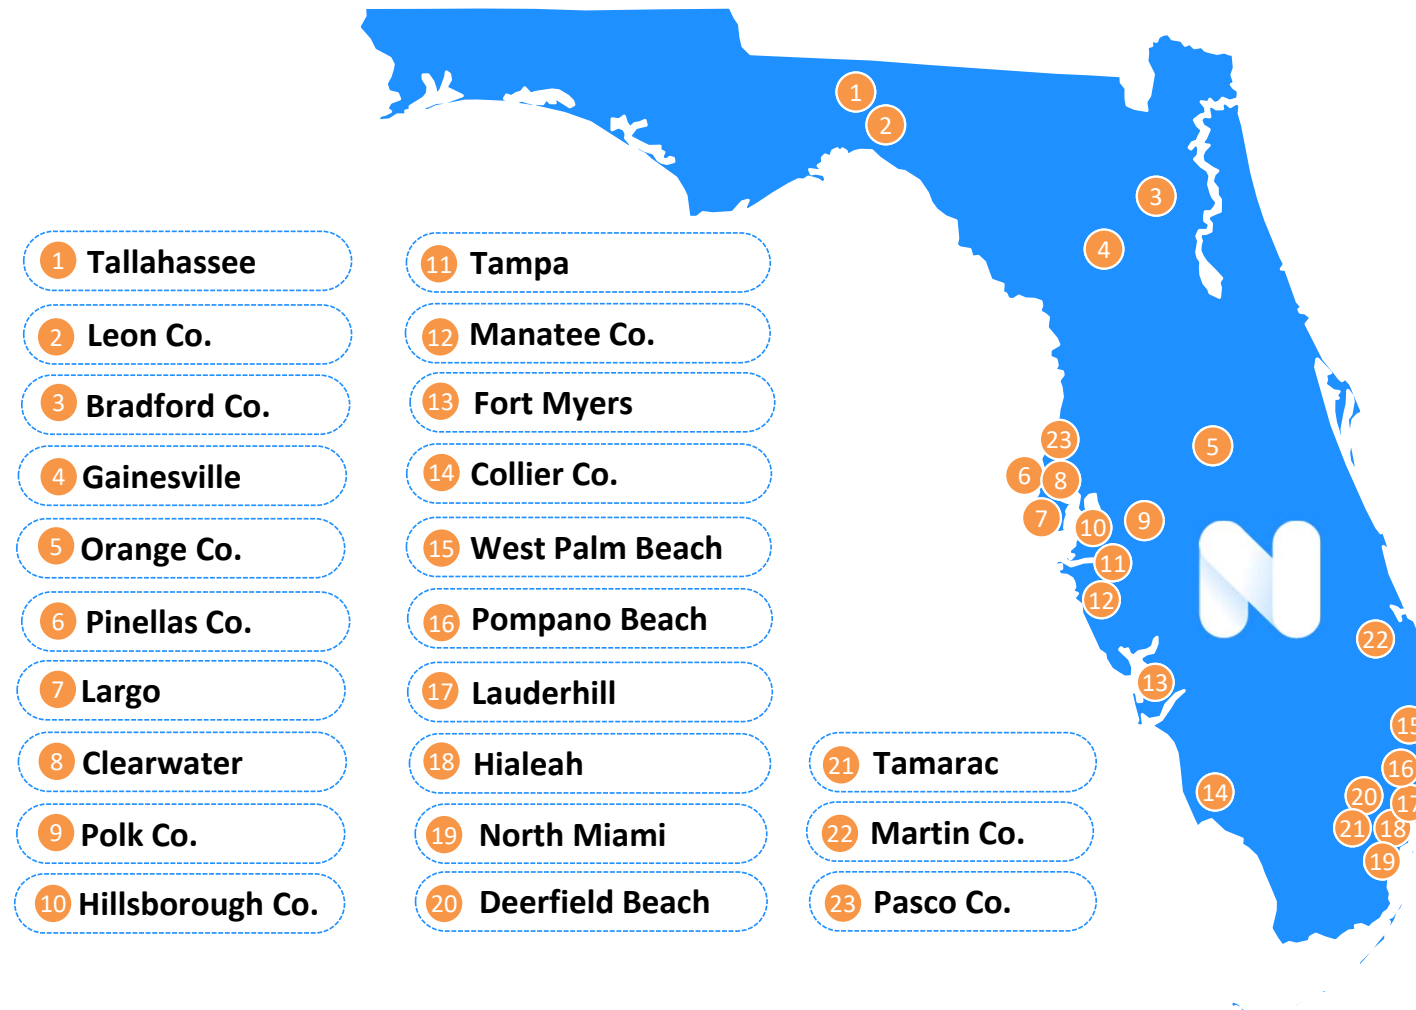 1 Tallahassee
2 Leon Co.
3 Bradford Co.
4 Gainesville
5 Orange Co.
6 Pinellas Co.
7 Largo
8 Clearwater
9 Polk Co.
10 Hillsborough Co.
11 Tampa
12 Manatee Co.
13 Fort Myers
14 Collier Co.
15 West Palm Beach
16 Pompano Beach
17 Lauderhill
18 Hialeah
19 North Miami
20 Deerfield Beach
21 Tamarac
22 Martin Co.
23 Pasco Co.
1
2
3
4
5
23
6
8
7
9
10
11
12
N
22
13
15
16
14
20
17
21
18
19